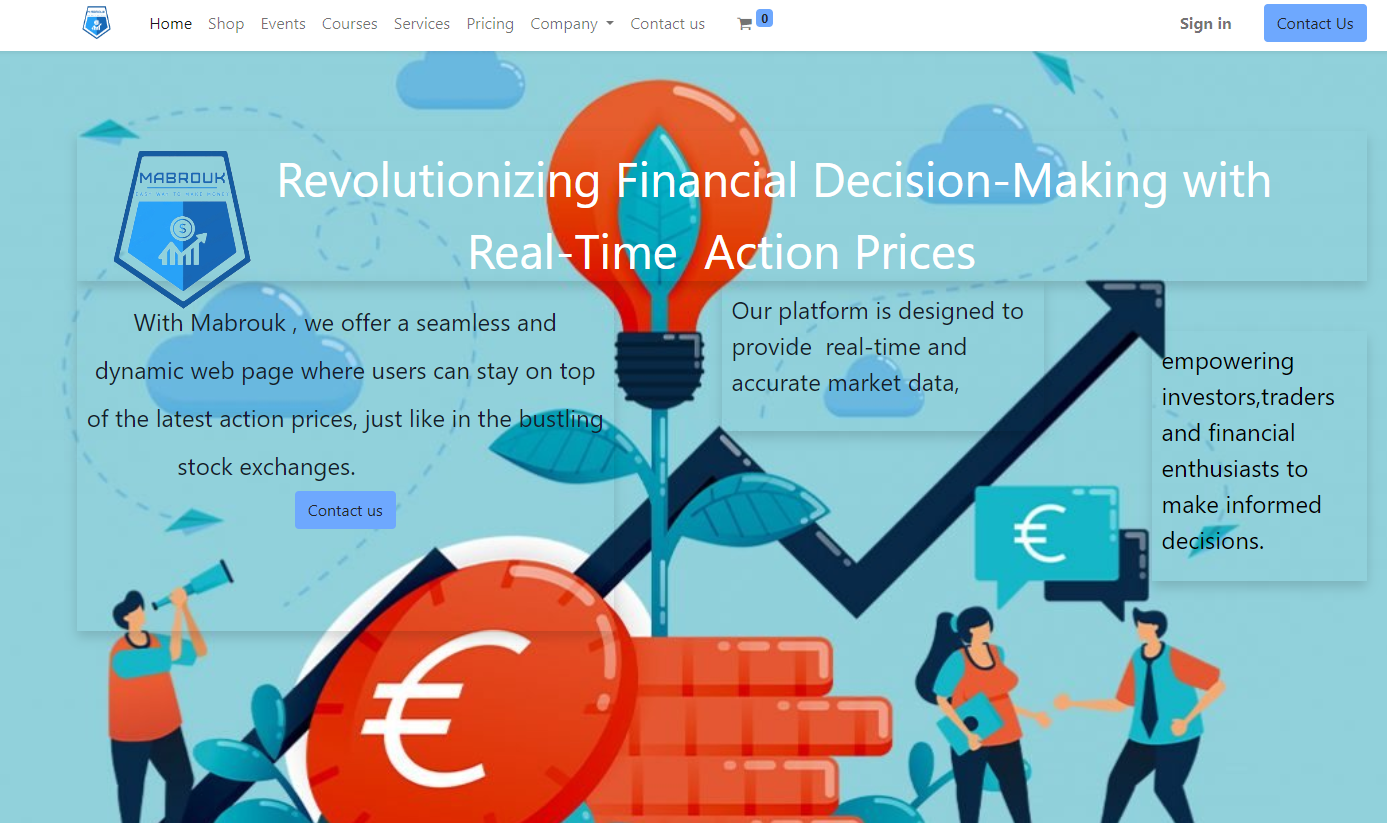 Home Shop Events Courses Services Pricing Company Contact us 0 Sign in Contact Us
MABROUK
EASY WAY TO MAKE MONEY
$
Revolutionizing Financial Decision-Making with
Real-Time Action Prices
With Mabrouk , we offer a seamless and
dynamic web page where users can stay on top
of the latest action prices, just like in the bustling
stock exchanges.
Contact us
Our platform is designed to
provide real-time and
accurate market data,
empowering
investors,traders
and financial
enthusiasts to
make informed
decisions.
€
€